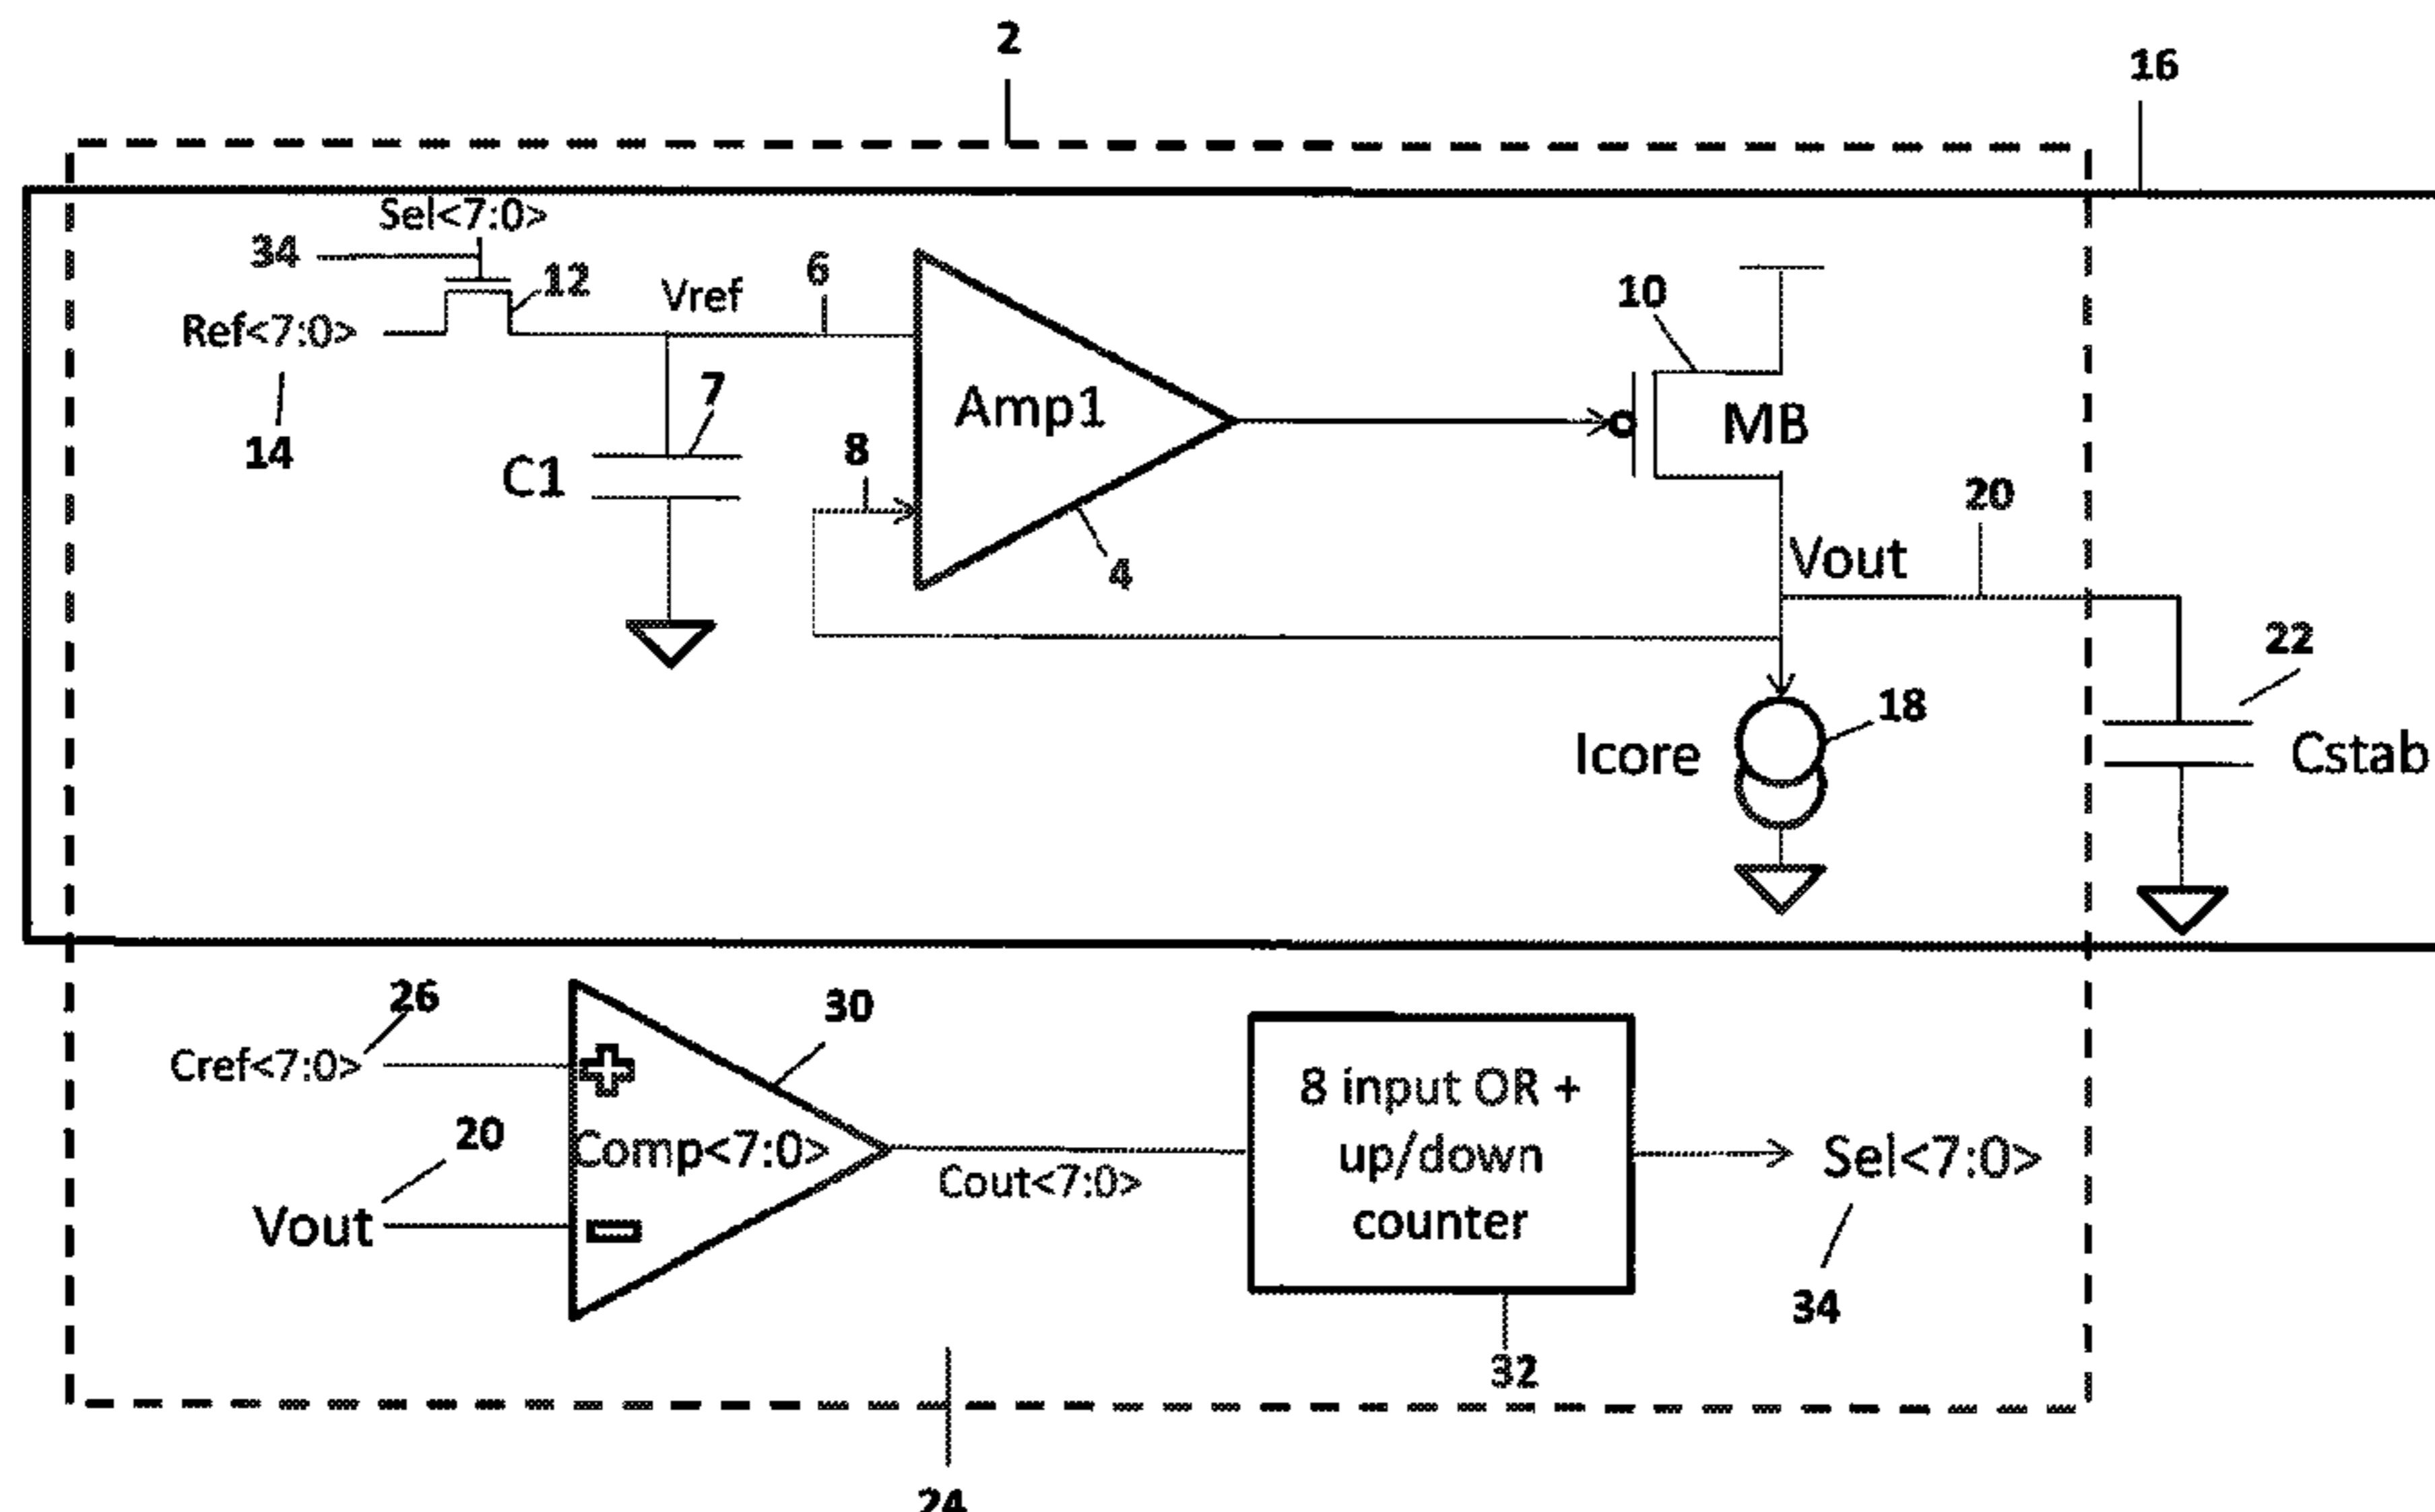 2
16
Sel<7:0>
34
12
Vref
6
Ref<7:0>
14
7
C1
8
Amp1
4
10
MB
20
Vout
22
18
Icore
Cstab
26
30
Cref<7:0>
20
Comp<7:0>
Vout
Cout<7:0>
8 input OR +
up/down
counter
Sel<7:0>
34
32
24